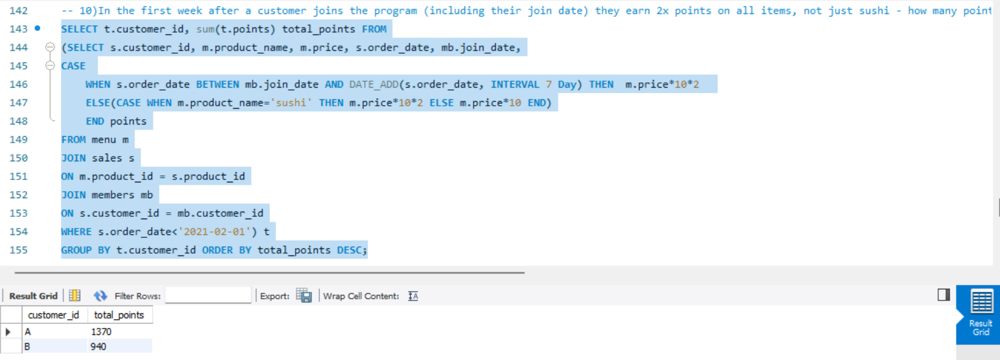 142 -- 10)In the first week after a customer joins the program (including their join date) they earn 2x points on all items, not just sushi - how many point
143 SELECT t.customer_id, sum(t.points) total_points FROM
144 (SELECT s.customer_id, m.product_name, m.price, s.order_date, mb.join_date,
145 CASE
146 WHEN s.order_date BETWEEN mb.join_date AND DATE_ADD(s.order_date, INTERVAL 7 Day) THEN m.price*10*2
147 ELSE(CASE WHEN m.product_name='sushi' THEN m.price*10*2 ELSE m.price*10 END)
148 END points
149 FROM menu m
150 JOIN sales s
151 ON m.product_id = s.product_id
152 JOIN members mb
153 ON s.customer_id = mb.customer_id
154 WHERE s.order_date<'2021-02-01') t
155 GROUP BY t.customer_id ORDER BY total_points DESC;
Result Grid Filter Rows: Export: Wrap Cell Content: IA
customer_id total_points
A 1370
B 940
Result
Grid